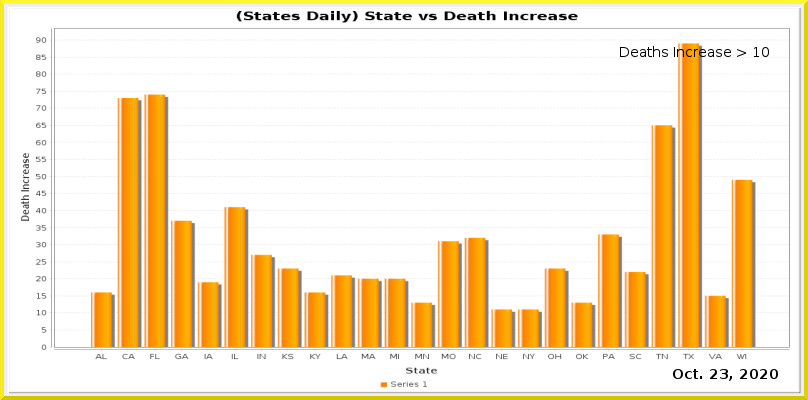 (States Daily) State vs Death Increase
Deaths Increase > 10
90
85
80
75
70
65
60
55
50
45
40
35
30
25
20
15
10
5
0
Death Increase
AL CA FL GA IA IL IN KS KY LA MA MI MN MO NC NE NY OH OK PA SC TN TX VA WI
State
Series 1
Oct. 23, 2020